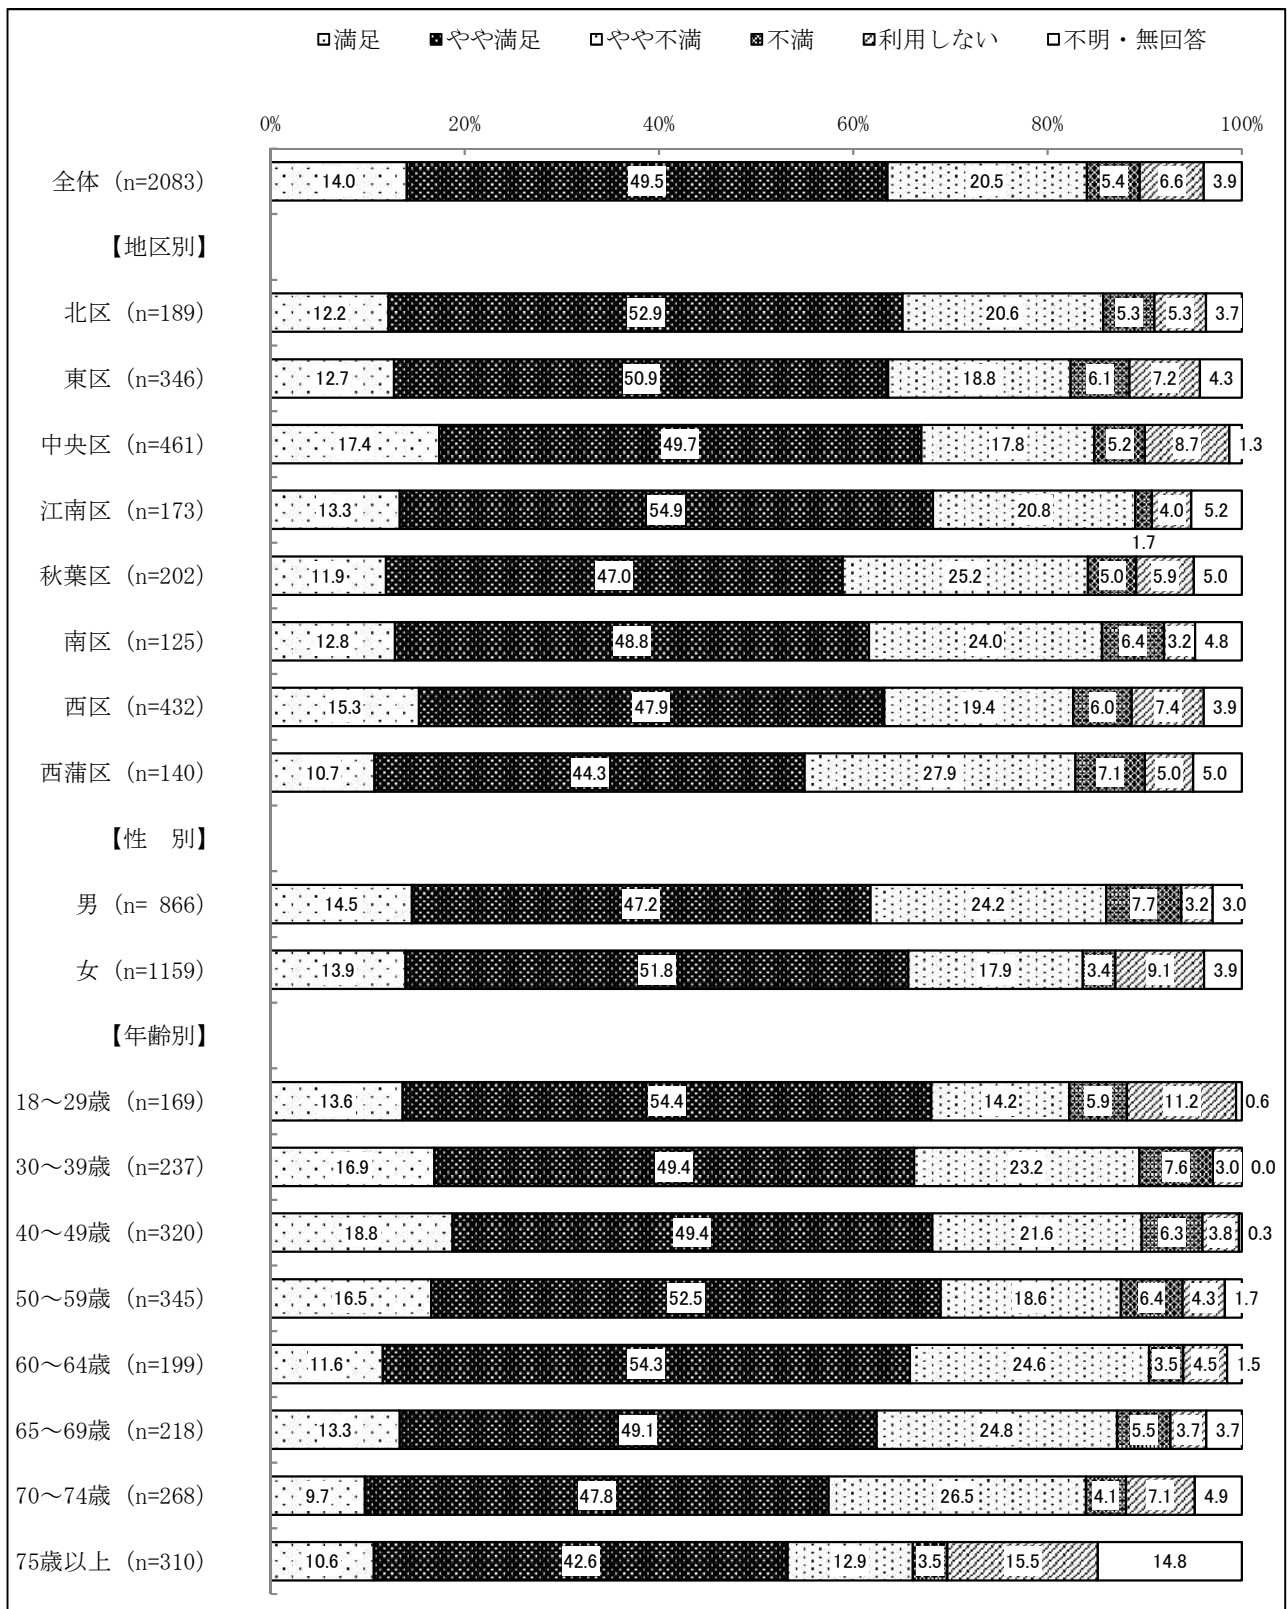 満足 やや満足 やや不満 不満 利用しない 不明・無回答
0% 20% 40% 60% 80% 100%
全体 (n=2083) 14.0 49.5 20.5 5.4 6.6 3.9
【地区別】
北区 (n=189) 12.2 52.9 20.6 5.3 5.3 3.7
東区 (n=346) 12.7 50.9 18.8 6.1 7.2 4.3
中央区 (n=461) 17.4 49.7 17.8 5.2 8.7 1.3
江南区 (n=173) 13.3 54.9 20.8 4.0 5.2
1.7
秋葉区 (n=202) 11.9 47.0 25.2 5.0 5.9 5.0
南区 (n=125) 12.8 48.8 24.0 6.4 3.2 4.8
西区 (n=432) 15.3 47.9 19.4 6.0 7.4 3.9
西蒲区 (n=140) 10.7 44.3 27.9 7.1 5.0 5.0
【性　別】
男 (n= 866) 14.5 47.2 24.2 7.7 3.2 3.0
女 (n=1159) 13.9 51.8 17.9 3.4 9.1 3.9
【年齢別】
18～29歳 (n=169) 13.6 54.4 14.2 5.9 11.2 0.6
30～39歳 (n=237) 16.9 49.4 23.2 7.6 3.0 0.0
40～49歳 (n=320) 18.8 49.4 21.6 6.3 3.8 0.3
50～59歳 (n=345) 16.5 52.5 18.6 6.4 4.3 1.7
60～64歳 (n=199) 11.6 54.3 24.6 3.5 4.5 1.5
65～69歳 (n=218) 13.3 49.1 24.8 5.5 3.7 3.7
70～74歳 (n=268) 9.7 47.8 26.5 4.1 7.1 4.9
75歳以上 (n=310) 10.6 42.6 12.9 3.5 15.5 14.8